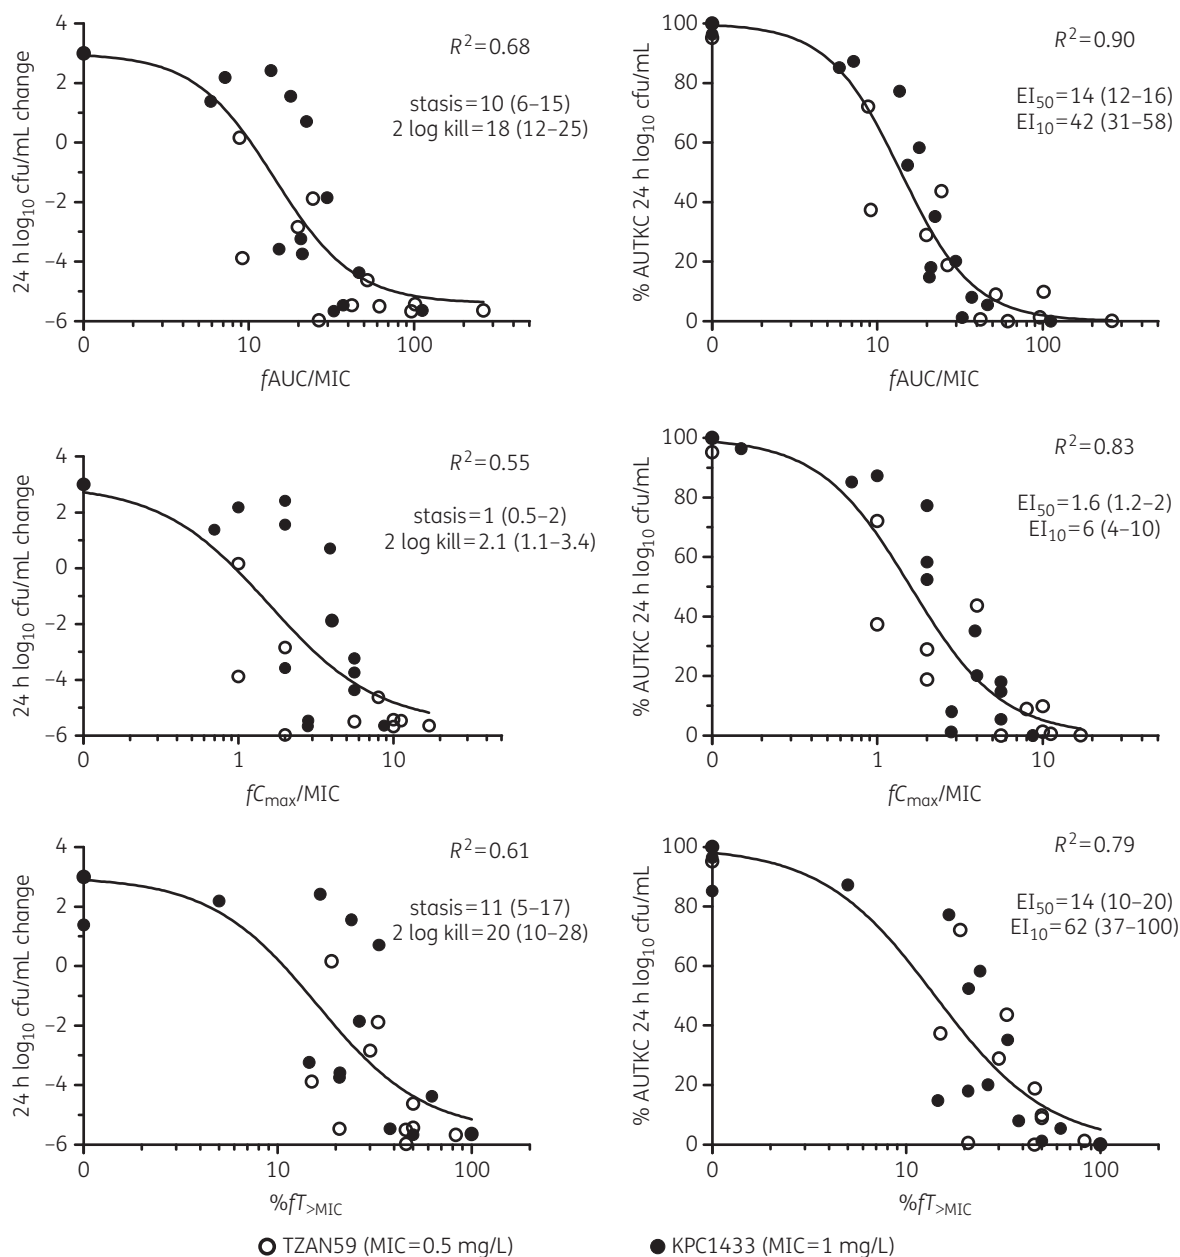 4
2
0
−2
−4
−6
24 h log10 cfu/mL change
R2=0.68
stasis=10 (6–15)
2 log kill=18 (12–25)
0 10 100
fAUC/MIC
100
80
60
40
20
0
% AUTKC 24 h log10 cfu/mL
R2=0.90
EI50=14 (12–16)
EI10=42 (31–58)
0 10 100
fAUC/MIC
4
2
0
−2
−4
−6
24 h log10 cfu/mL change
R2=0.55
stasis=1 (0.5–2)
2 log kill=2.1 (1.1–3.4)
0 1 10
fCmax/MIC
100
80
60
40
20
0
% AUTKC 24 h log10 cfu/mL
R2=0.83
EI50=1.6 (1.2–2)
EI10=6 (4–10)
0 1 10
fCmax/MIC
4
2
0
−2
−4
−6
24 h log10 cfu/mL change
R2=0.61
stasis=11 (5–17)
2 log kill=20 (10–28)
0 10 100
%fT>MIC
100
80
60
40
20
0
% AUTKC 24 h log10 cfu/mL
R2=0.79
EI50=14 (10–20)
EI10=62 (37–100)
0 10 100
%fT>MIC
TZAN59 (MIC=0.5 mg/L)
KPC1433 (MIC=1 mg/L)